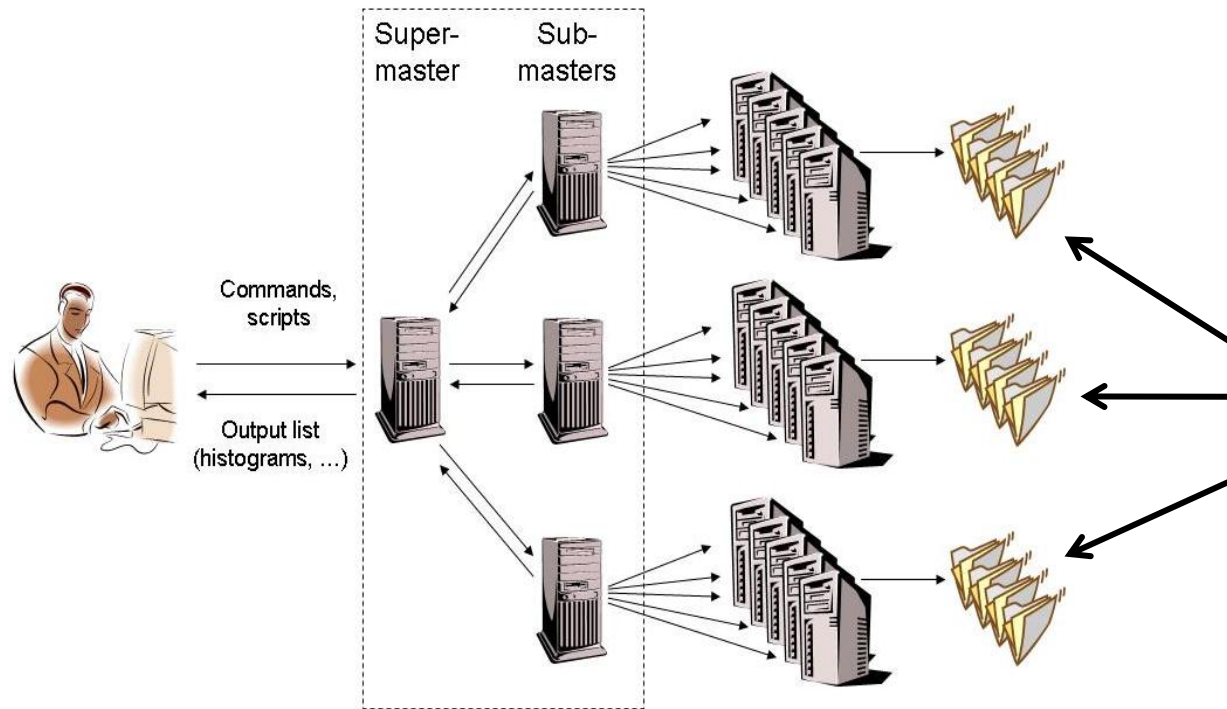 Super-
master
Sub-
masters
Commands,
scripts
Output list
(histograms, …)